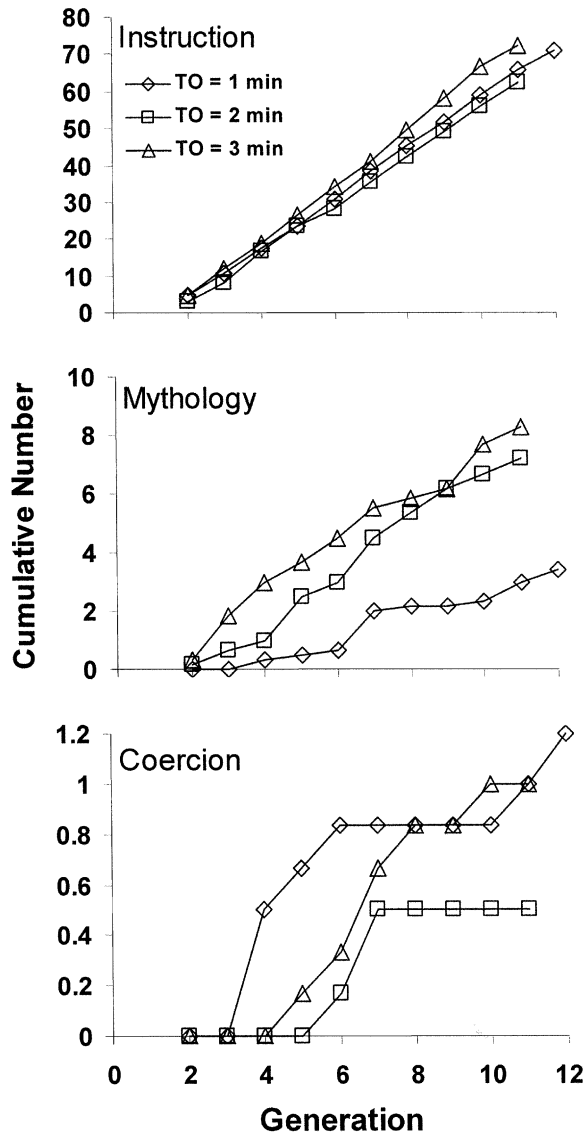 80
Instruction
70
TO = 1 min
60
TO = 2 min
50
TO = 3 min
40
30
20
10
0
Cumulative Number
10
Mythology
8
6
4
2
0
1.2
Coercion
1
0.8
0.6
0.4
0.2
0
0 2 4 6 8 10 12
Generation